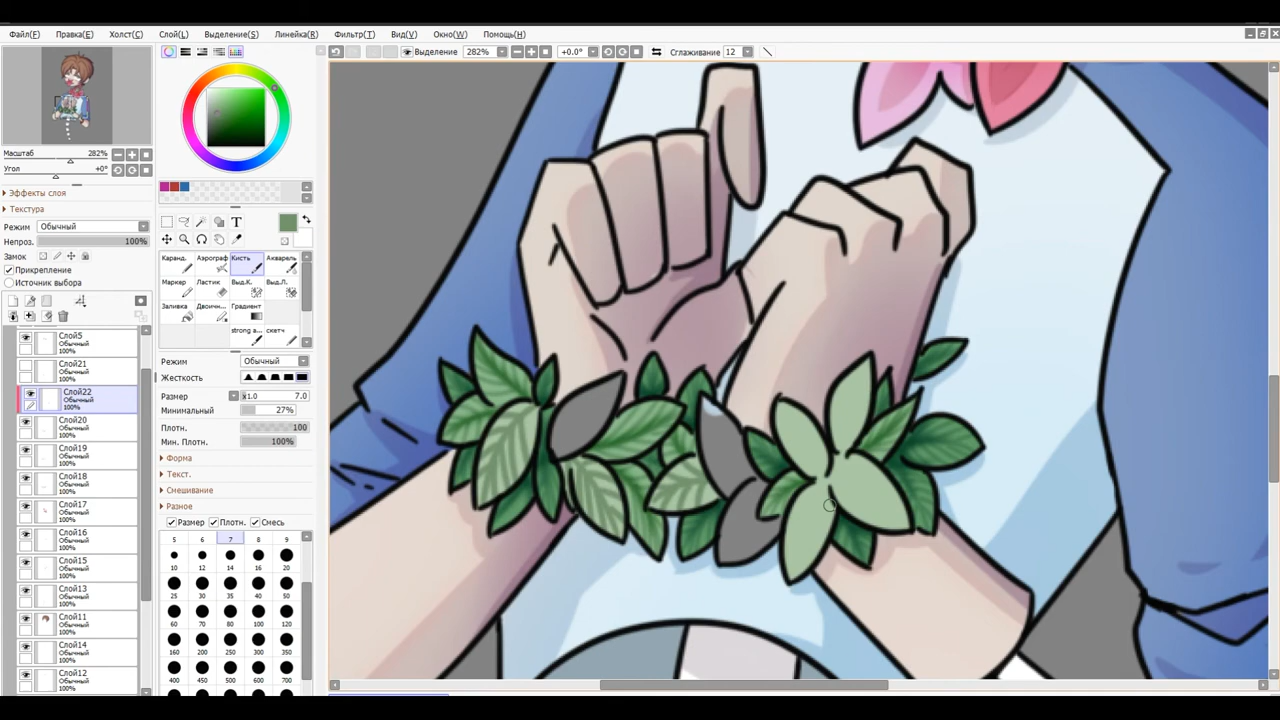 Файл(F) Правка(E) Холст(C) Слой(L) Выделение(S) Линейка(R) Фильтр(T) Вид(V) Окно(W) Помощь(H)
Выделение 282% +0.0° Сглаживание 12
Масштаб 282%
Угол +0°
Эффекты слоя
Текстура
Режим Обычный
Непроз. 100%
Замок
Прикрепление
Источник выбора
Слой5
Обычный
100%
Слой21
Обычный
100%
Слой22
Обычный
100%
Слой20
Обычный
100%
Слой19
Обычный
100%
Слой18
Обычный
100%
Слой17
Обычный
100%
Слой16
Обычный
100%
Слой15
Обычный
100%
Слой13
Обычный
100%
Слой11
Обычный
100%
Слой14
Обычный
100%
Слой12
Обычный
100%
T
Каранд. Аэрограф Кисть Акварель
Маркер Ластик Выд.К. Выд.Л.
Заливка Двоичн... Градиент
strong a... скетч
Режим Обычный
Жесткость
Размер x1.0 7.0
Минимальный 27%
Плотн. 100
Мин. Плотн. 100%
Форма
Текст.
Смешивание
Разное
Размер Плотн. Смесь
5 6 7 8 9
10 12 14 16 20
25 30 35 40 50
60 70 80 100 120
160 200 250 300 350
400 450 500 600 700